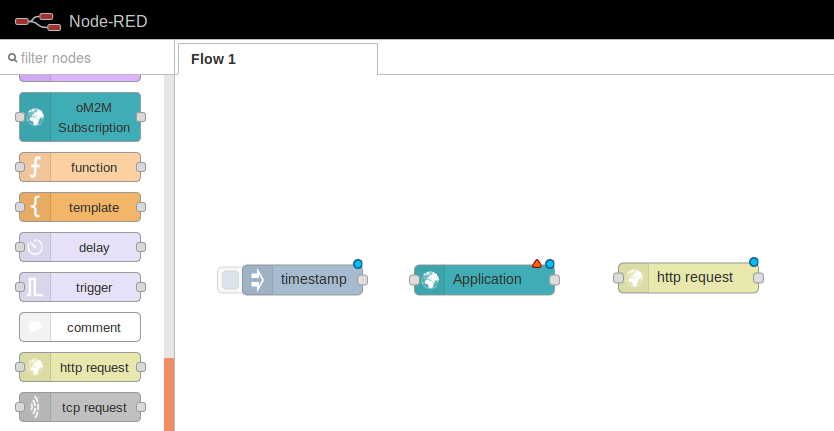 Node-RED
filter nodes
Flow 1
oM2M
Subscription
function
template
delay
trigger
comment
http request
tcp request
timestamp
Application
http request